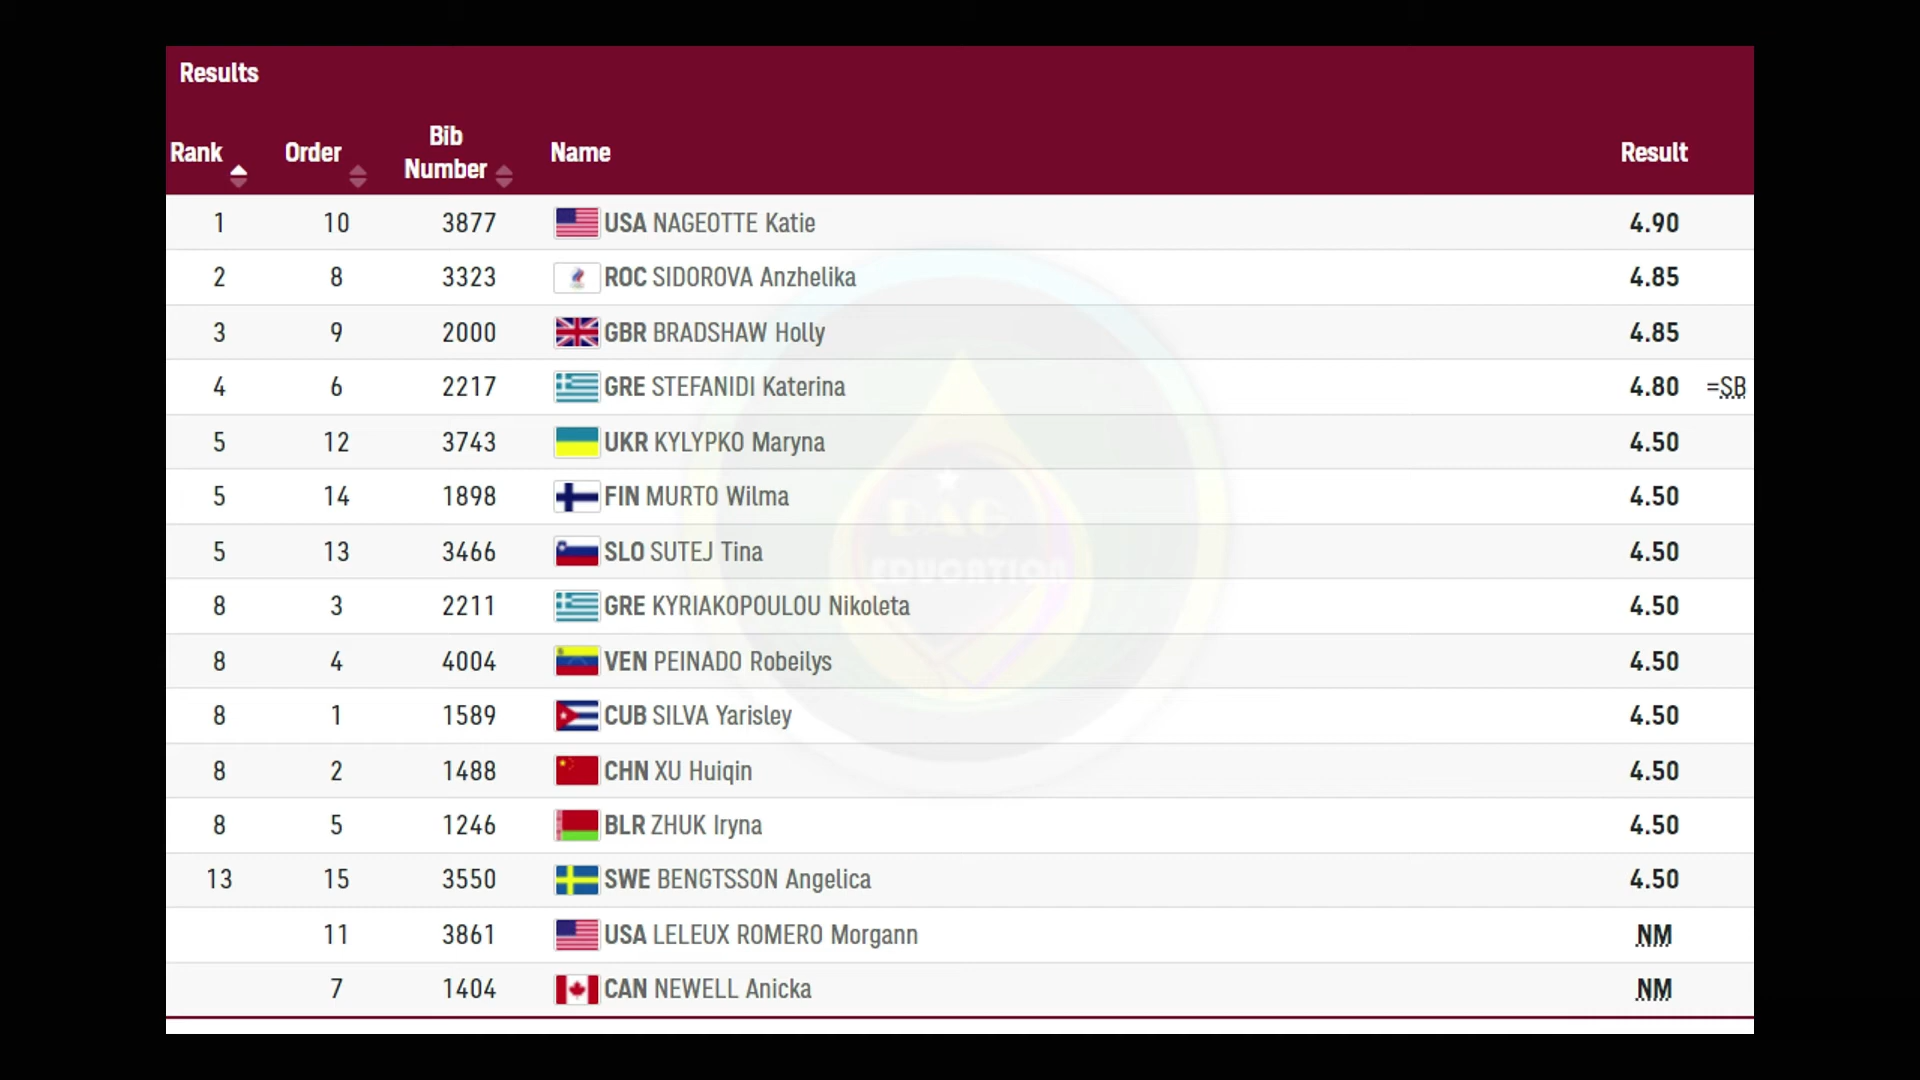 Results
Rank Order Bib Number Name Result
1 10 3877 USA NAGEOTTE Katie 4.90
2 8 3323 ROC SIDOROVA Anzhelika 4.85
3 9 2000 GBR BRADSHAW Holly 4.85
4 6 2217 GRE STEFANIDI Katerina 4.80 =SB
5 12 3743 UKR KYLYPKO Maryna 4.50
5 14 1898 FIN MURTO Wilma 4.50
5 13 3466 SLO SUTEJ Tina 4.50
8 3 2211 GRE KYRIAKOPOULOU Nikoleta 4.50
8 4 4004 VEN PEINADO Robeilys 4.50
8 1 1589 CUB SILVA Yarisley 4.50
8 2 1488 CHN XU Huiqin 4.50
8 5 1246 BLR ZHUK Iryna 4.50
13 15 3550 SWE BENGTSSON Angelica 4.50
11 3861 USA LELEUX ROMERO Morgann NM
7 1404 CAN NEWELL Anicka NM
EDUCATION